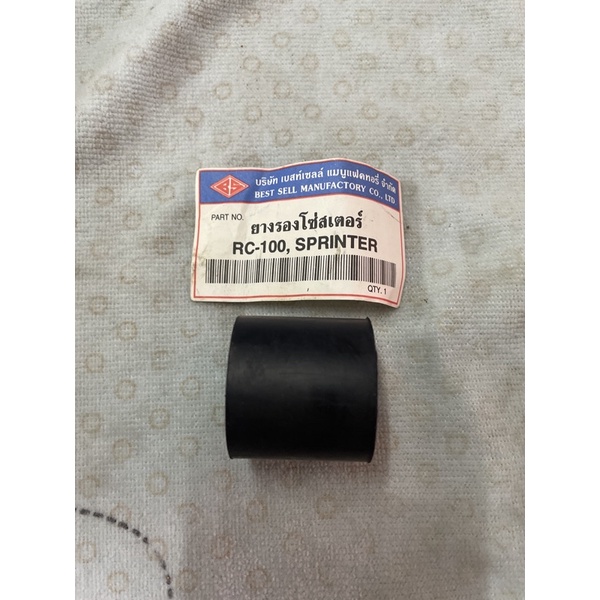 บริษัท เบสท์เซลล์ แมนูแฟคทอรี่ จำกัด
BEST SELL MANUFACTORY CO., LTD
PART NO.
ยางรองโซ่สเตอร์
RC-100, SPRINTER
QTY. 1